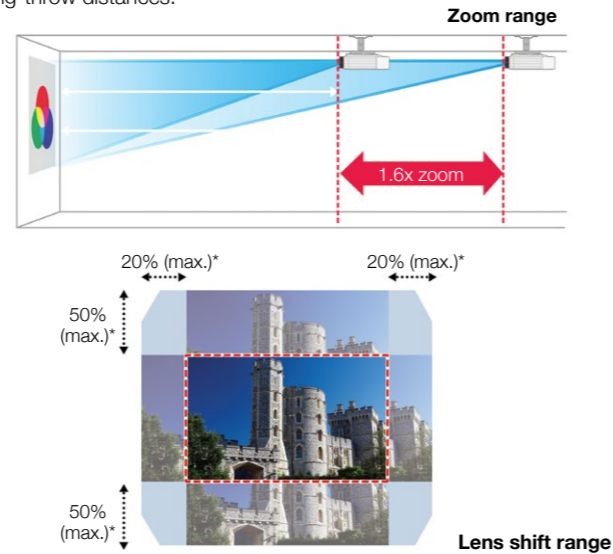 Zoom range
1.6x zoom
20% (max.)*
20% (max.)*
50%
(max.)*
50%
(max.)*
Lens shift range